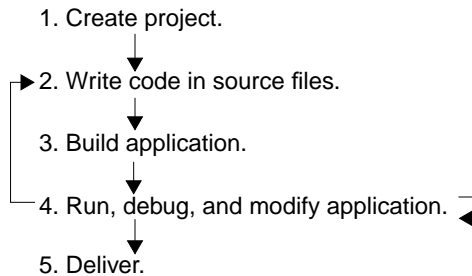 1. Create project.
2. Write code in source files.
3. Build application.
4. Run, debug, and modify application.
5. Deliver.